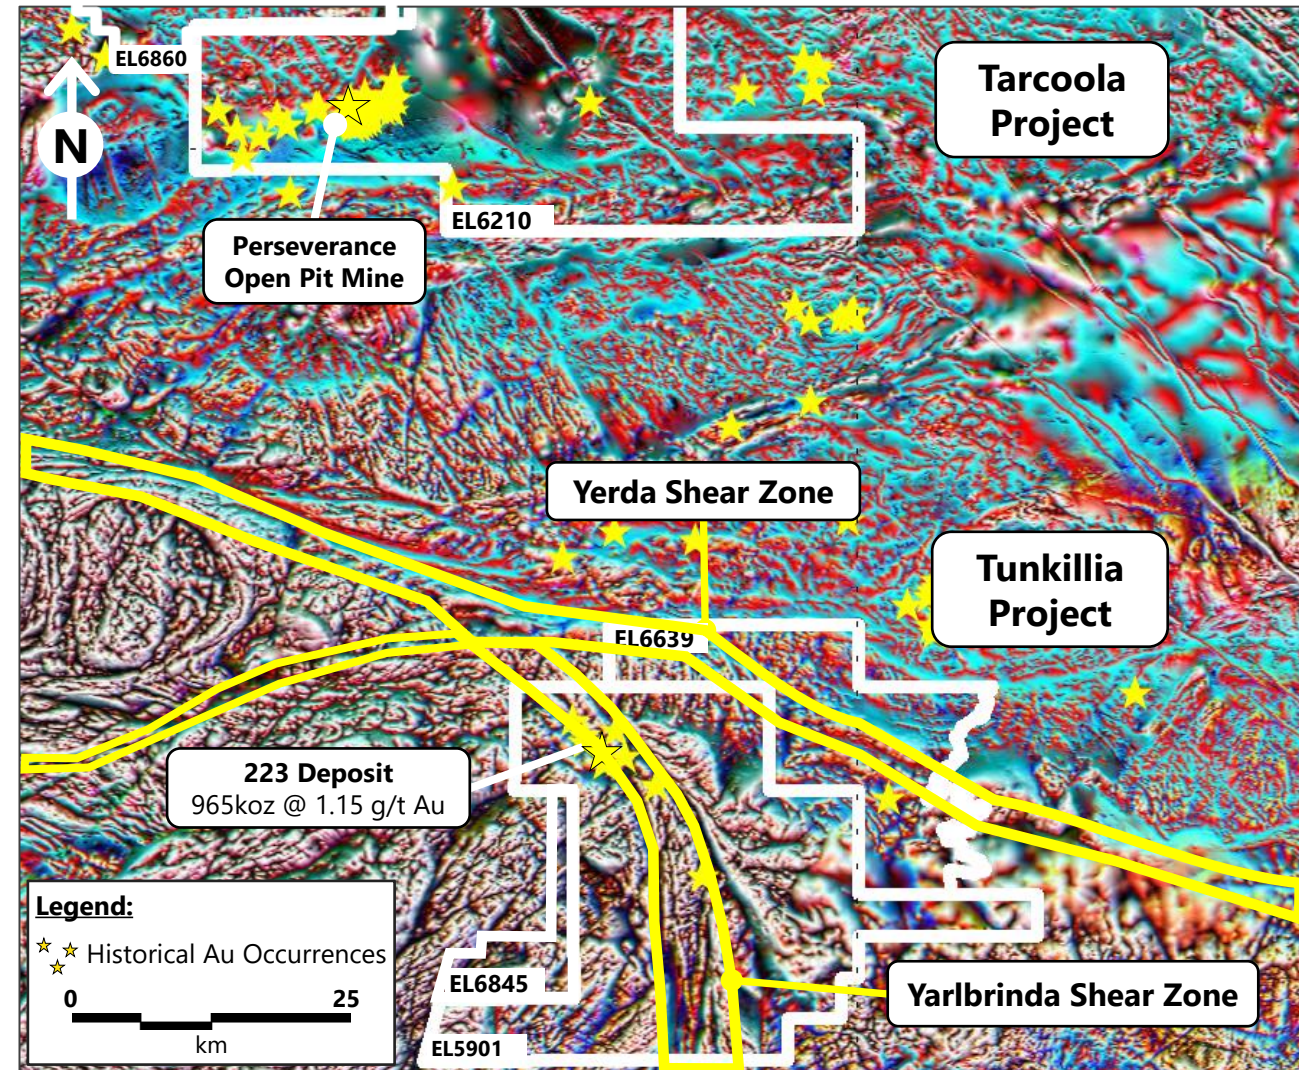 EL6860
Tarcoola
Project
N
EL6210
Perseverance
Open Pit Mine
Yerda Shear Zone
Tunkillia
Project
EL6639
223 Deposit
965koz @ 1.15 g/t Au
Legend:
Historical Au Occurrences
0 25
km
EL6845
Yarlbrinda Shear Zone
EL5901